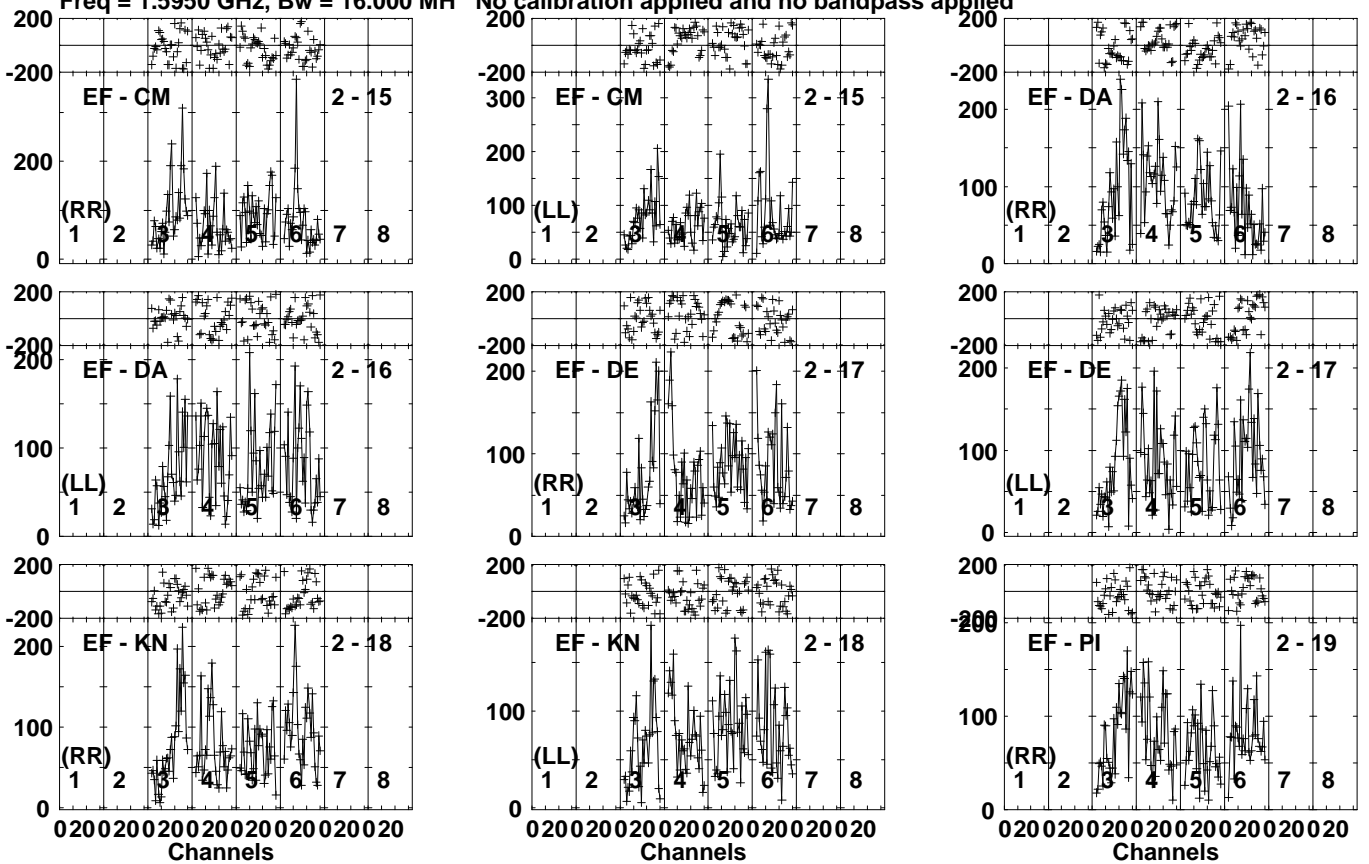 Freq = 1.5950 GHz, Bw = 16.000 MH No calibration applied and no bandpass applied
200
-200
EF - CM 2 - 15
200
(RR)
1 2 3 4 5 6 7 8
0
200
-200
EF - CM 2 - 15
300
200
100
(LL)
1 2 3 4 5 6 7 8
0
200
-200
EF - DA 2 - 16
200
100
(RR)
1 2 3 4 5 6 7 8
0
200
-200
200
EF - DA 2 - 16
100
(LL)
1 2 3 4 5 6 7 8
0
200
-200
EF - DE 2 - 17
200
100
(RR)
1 2 3 4 5 6 7 8
0
200
-200
EF - DE 2 - 17
200
100
(LL)
1 2 3 4 5 6 7 8
0
200
-200
EF - KN 2 - 18
200
100
(RR)
1 2 3 4 5 6 7 8
0
0 20 0 20 0 20 0 20 0 20 0 20 0 20 0 20
Channels
200
-200
EF - KN 2 - 18
200
100
(LL)
1 2 3 4 5 6 7 8
0
0 20 0 20 0 20 0 20 0 20 0 20 0 20 0 20
Channels
200
-200
200
EF - PI 2 - 19
100
(RR)
1 2 3 4 5 6 7 8
0
0 20 0 20 0 20 0 20 0 20 0 20 0 20 0 20
Channels